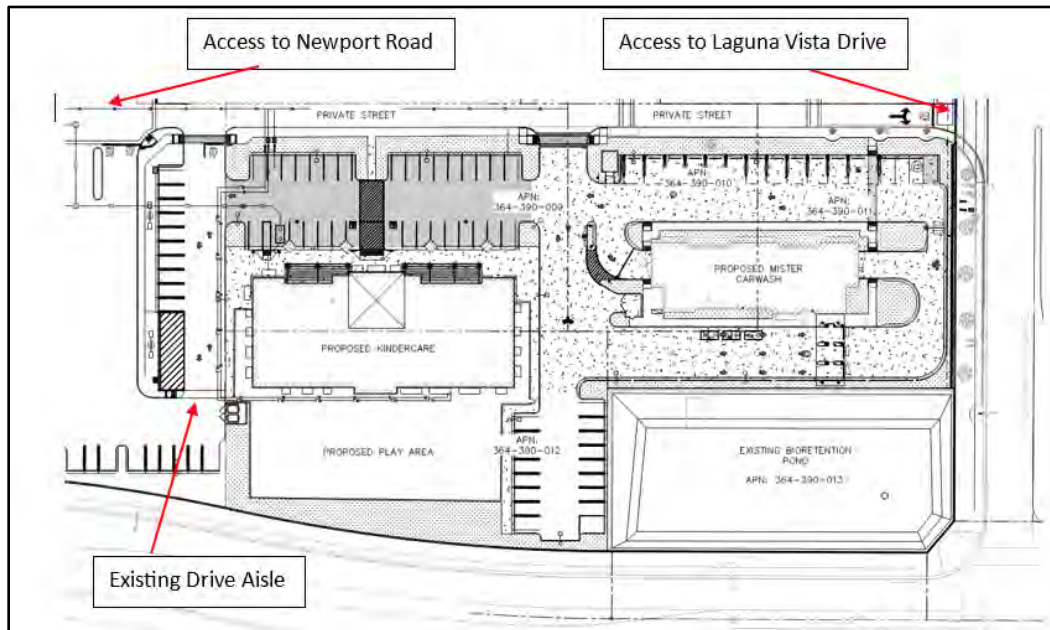 Access to Newport Road
Access to Laguna Vista Drive
PRIVATE STREET
PRIVATE STREET
APN:
364-390-009
APN:
364-390-010
APN:
364-390-011
PROPOSED MISTER
CARWASH
PROPOSED KINDERCARE
PROPOSED PLAY AREA
APN:
364-390-012
EXISTING BIORETENTION
POND
APN: 364-390-013
Existing Drive Aisle